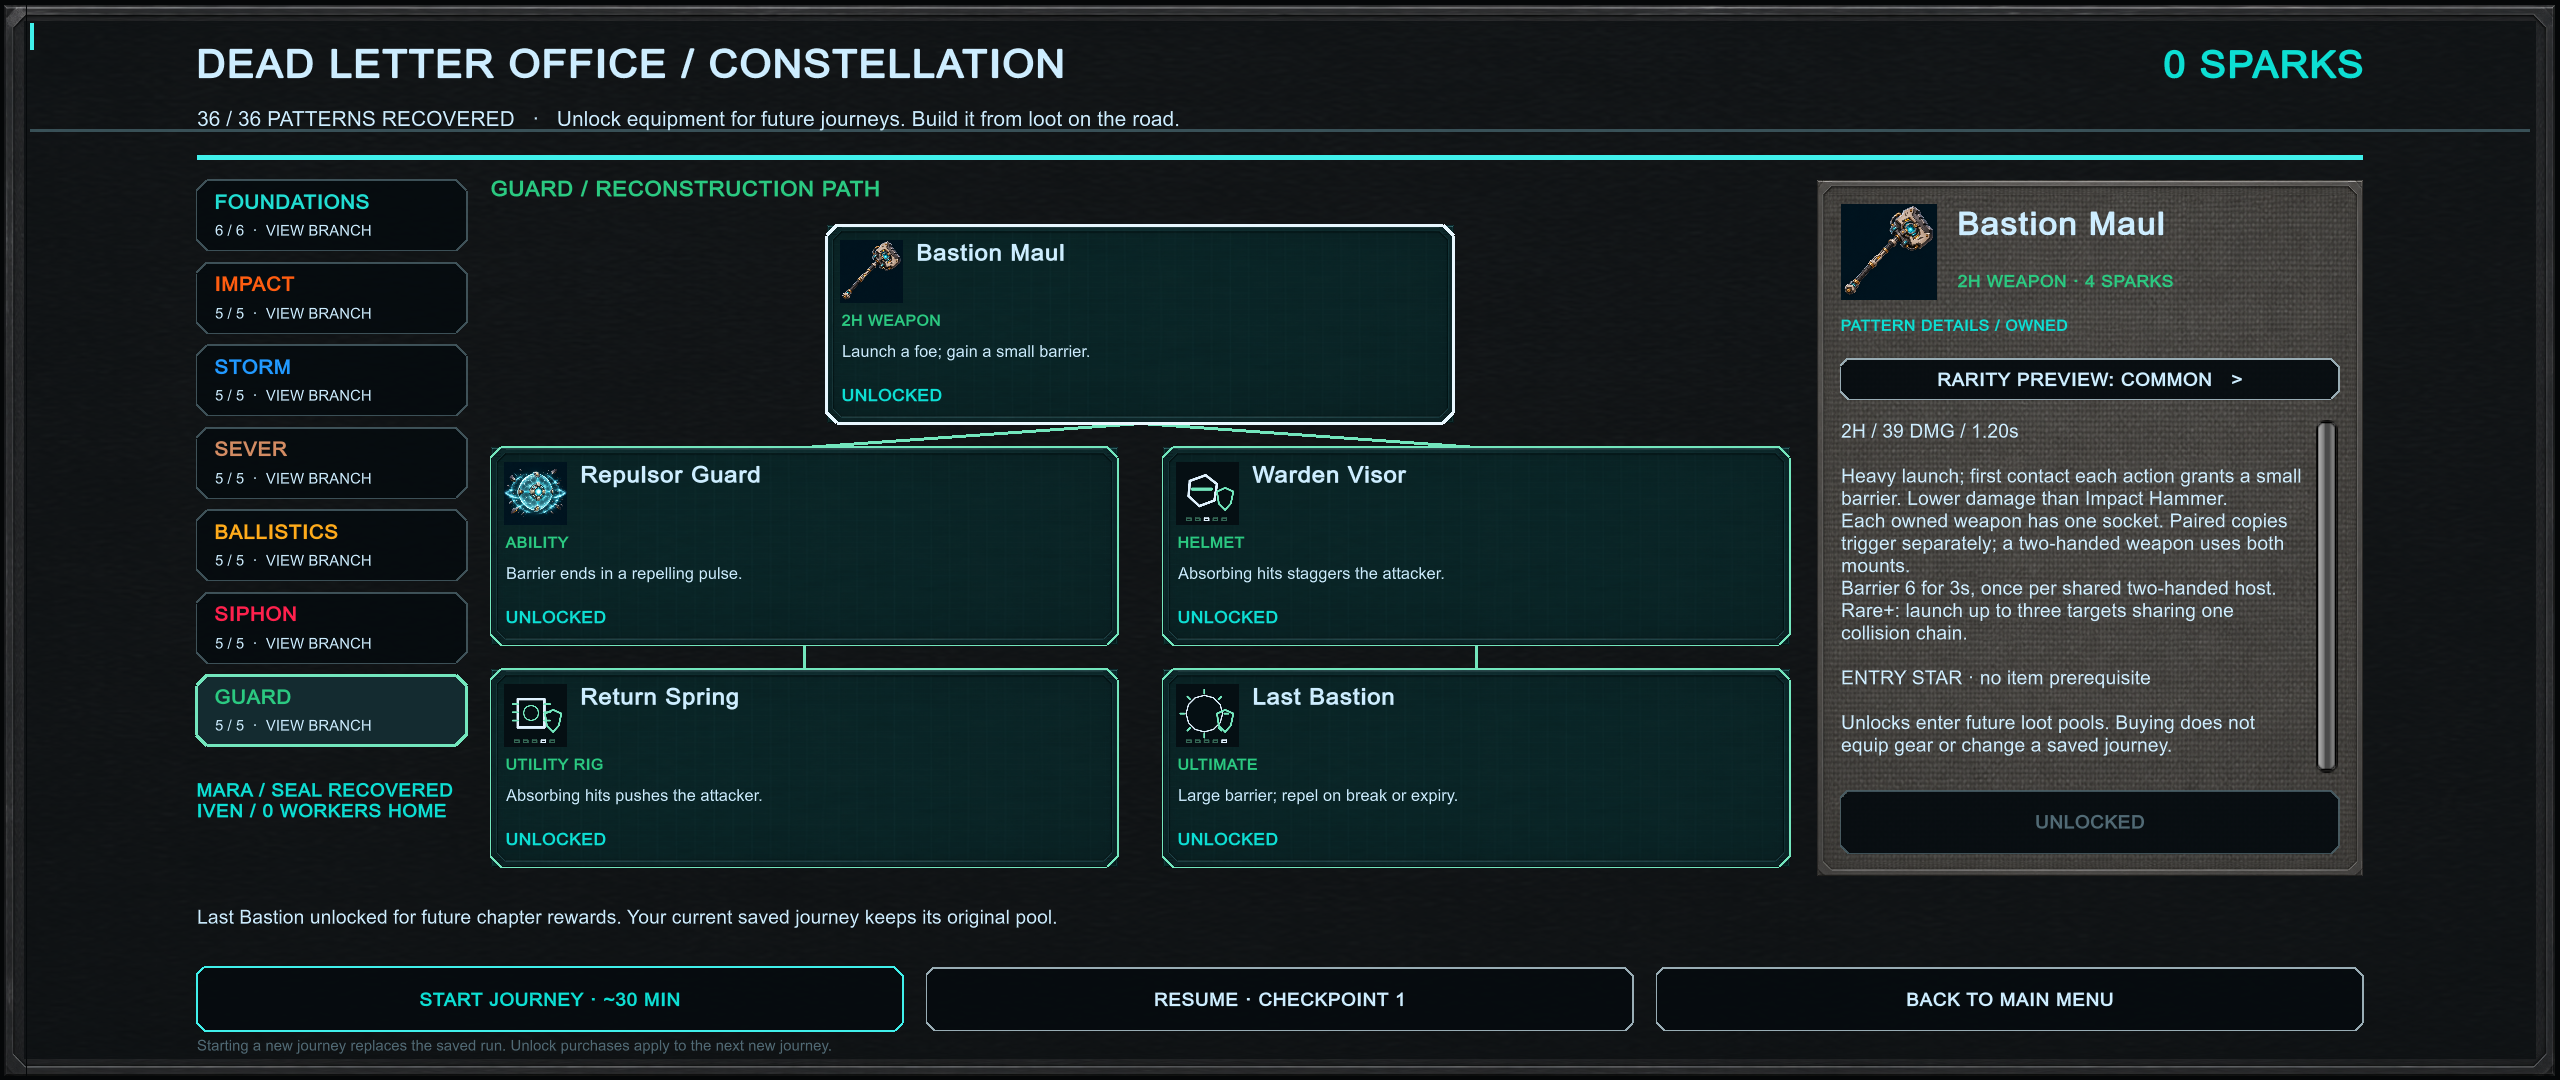 DEAD LETTER OFFICE / CONSTELLATION
0 SPARKS
36 / 36 PATTERNS RECOVERED · Unlock equipment for future journeys. Build it from loot on the road.
FOUNDATIONS
6 / 6 · VIEW BRANCH
IMPACT
5 / 5 · VIEW BRANCH
STORM
5 / 5 · VIEW BRANCH
SEVER
5 / 5 · VIEW BRANCH
BALLISTICS
5 / 5 · VIEW BRANCH
SIPHON
5 / 5 · VIEW BRANCH
GUARD
5 / 5 · VIEW BRANCH
MARA / SEAL RECOVERED
IVEN / 0 WORKERS HOME
GUARD / RECONSTRUCTION PATH
Bastion Maul
2H WEAPON
Launch a foe; gain a small barrier.
UNLOCKED
Repulsor Guard
ABILITY
Barrier ends in a repelling pulse.
UNLOCKED
Warden Visor
HELMET
Absorbing hits staggers the attacker.
UNLOCKED
Return Spring
UTILITY RIG
Absorbing hits pushes the attacker.
UNLOCKED
Last Bastion
ULTIMATE
Large barrier; repel on break or expiry.
UNLOCKED
Bastion Maul
2H WEAPON · 4 SPARKS
PATTERN DETAILS / OWNED
RARITY PREVIEW: COMMON >
2H / 39 DMG / 1.20s
Heavy launch; first contact each action grants a small
barrier. Lower damage than Impact Hammer.
Each owned weapon has one socket. Paired copies
trigger separately; a two-handed weapon uses both
mounts.
Barrier 6 for 3s, once per shared two-handed host.
Rare+: launch up to three targets sharing one
collision chain.
ENTRY STAR · no item prerequisite
Unlocks enter future loot pools. Buying does not
equip gear or change a saved journey.
UNLOCKED
Last Bastion unlocked for future chapter rewards. Your current saved journey keeps its original pool.
START JOURNEY · ~30 MIN
RESUME · CHECKPOINT 1
BACK TO MAIN MENU
Starting a new journey replaces the saved run. Unlock purchases apply to the next new journey.